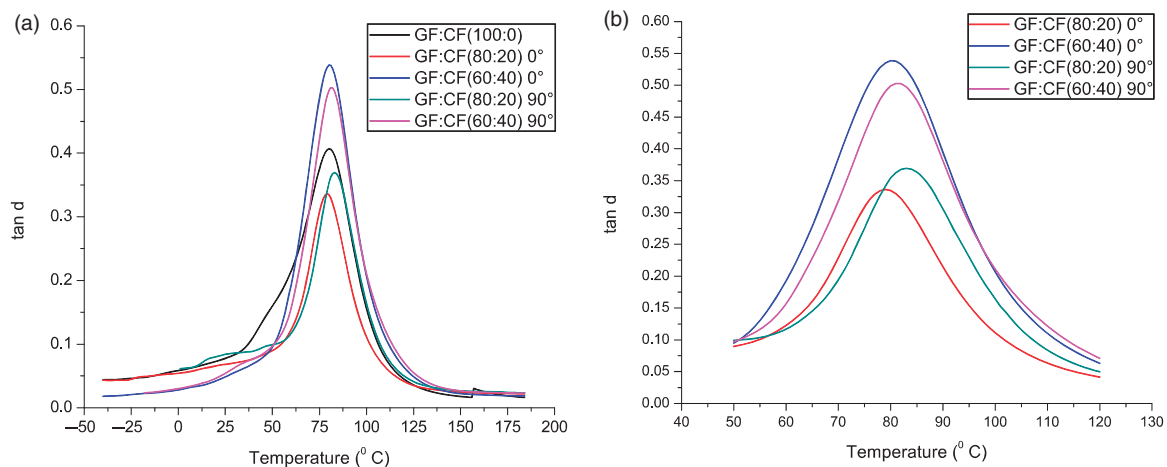 (a)
0.6
0.5
0.4
0.3
0.2
0.1
0.0
tan d
GF:CF(100:0)
GF:CF(80:20) 0°
GF:CF(60:40) 0°
GF:CF(80:20) 90°
GF:CF(60:40) 90°
–50 –25 0 25 50 75 100 125 150 175 200
Temperature (⁰ C)
(b)
0.60
0.55
0.50
0.45
0.40
0.35
0.30
0.25
0.20
0.15
0.10
0.05
0.00
tan d
GF:CF(80:20) 0°
GF:CF(60:40) 0°
GF:CF(80:20) 90°
GF:CF(60:40) 90°
40 50 60 70 80 90 100 110 120 130
Temperature (⁰ C)